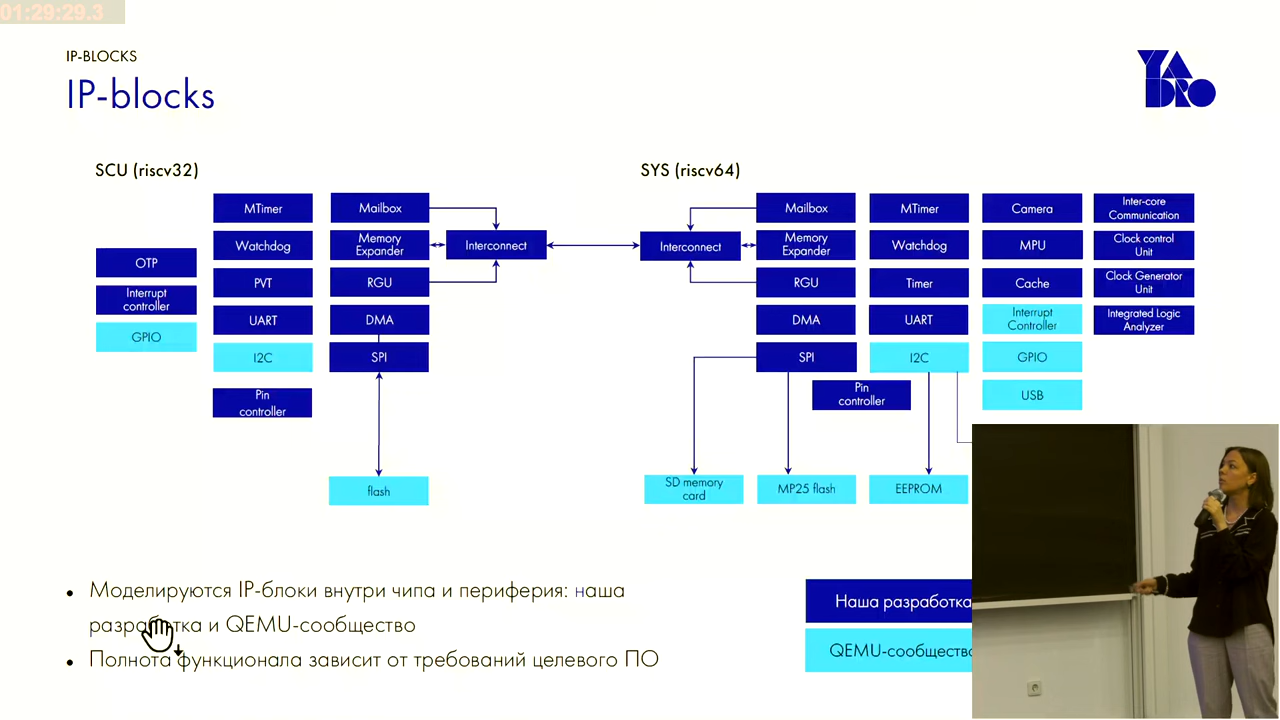 01:29:29.3
IP-BLOCKS
IP-blocks
YADRO
SCU (riscv32)
OTP
Interrupt
controller
GPIO
MTimer
Watchdog
PVT
UART
I2C
Pin
controller
Mailbox
Memory
Expander
RGU
DMA
SPI
flash
Interconnect
SYS (riscv64)
Interconnect
Mailbox
Memory
Expander
RGU
DMA
SPI
Pin
controller
MTimer
Watchdog
Timer
UART
I2C
Camera
MPU
Cache
Interrupt
Controller
GPIO
USB
Inter-core
Communication
Clock control
Unit
Clock Generator
Unit
Integrated Logic
Analyzer
SD memory
card
MP25 flash
EEPROM
• Моделируются IP-блоки внутри чипа и периферия: наша
разработка и QEMU-сообщество
• Полнота функционала зависит от требований целевого ПО
Наша разработка
QEMU-сообщество